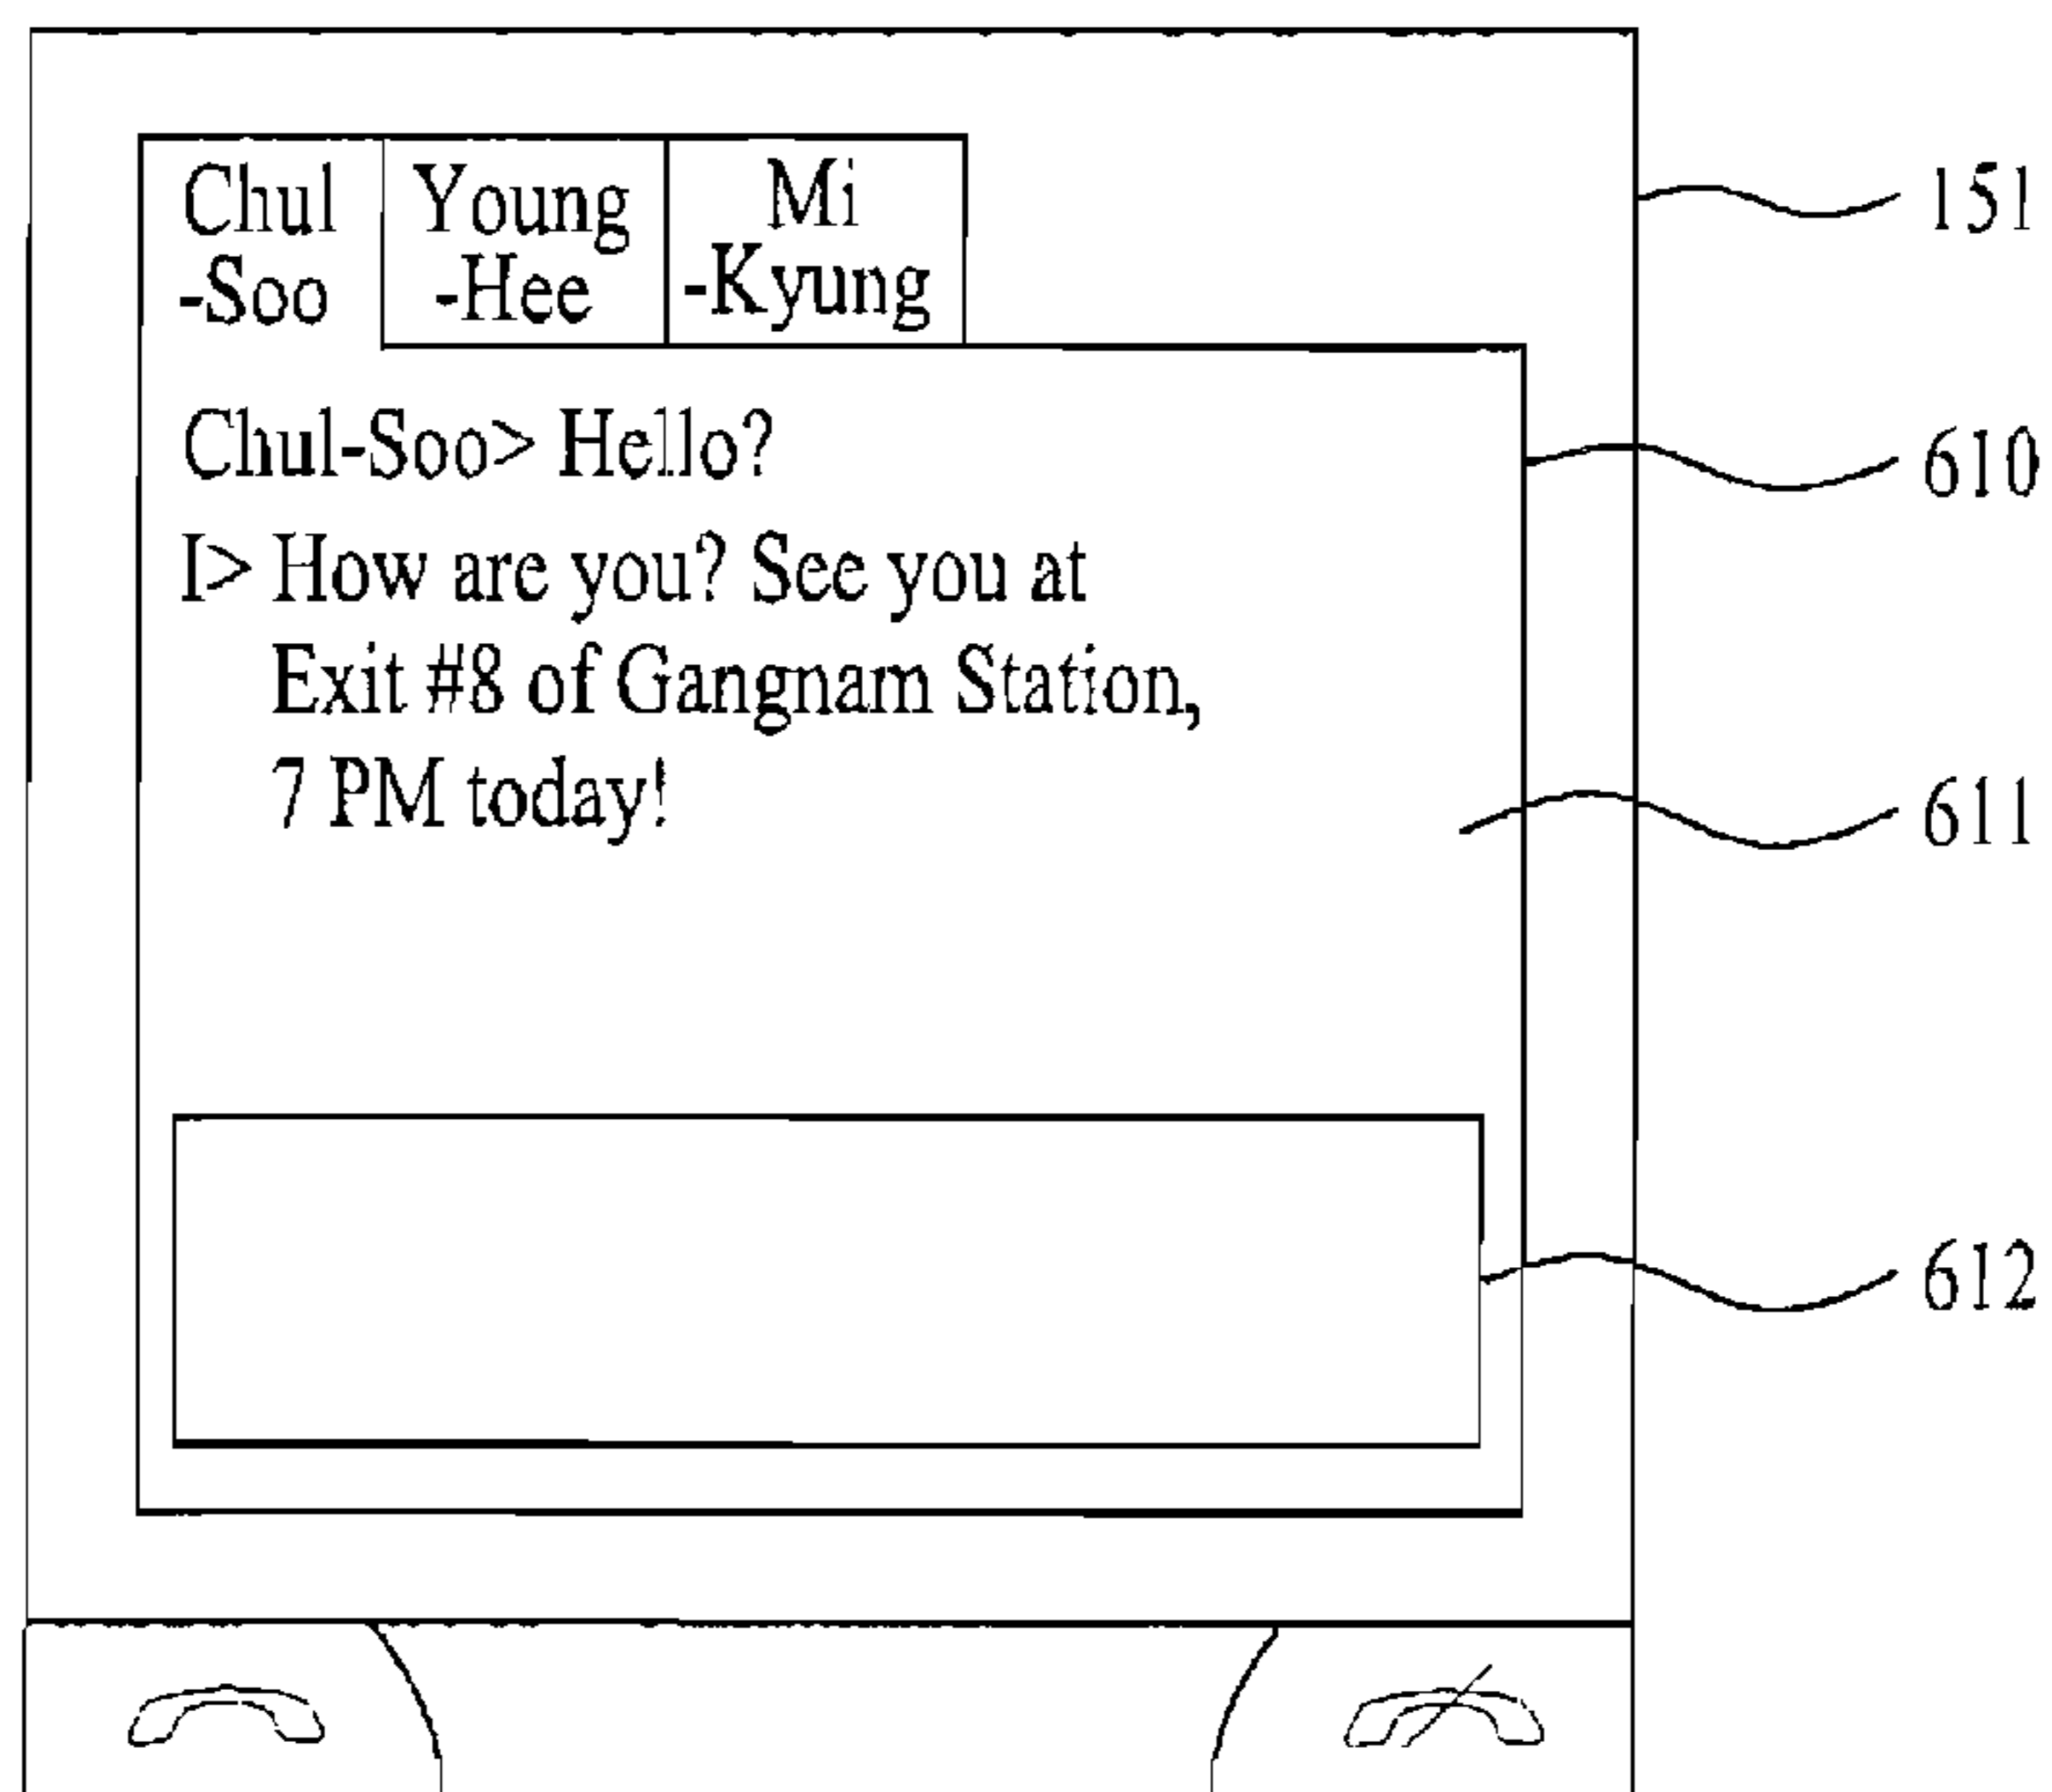 Chul
-Soo
Young
-Hee
Mi
-Kyung
151
Chul-Soo> Hello?
610
I> How are you? See you at
Exit #8 of Gangnam Station,
7 PM today!
611
612